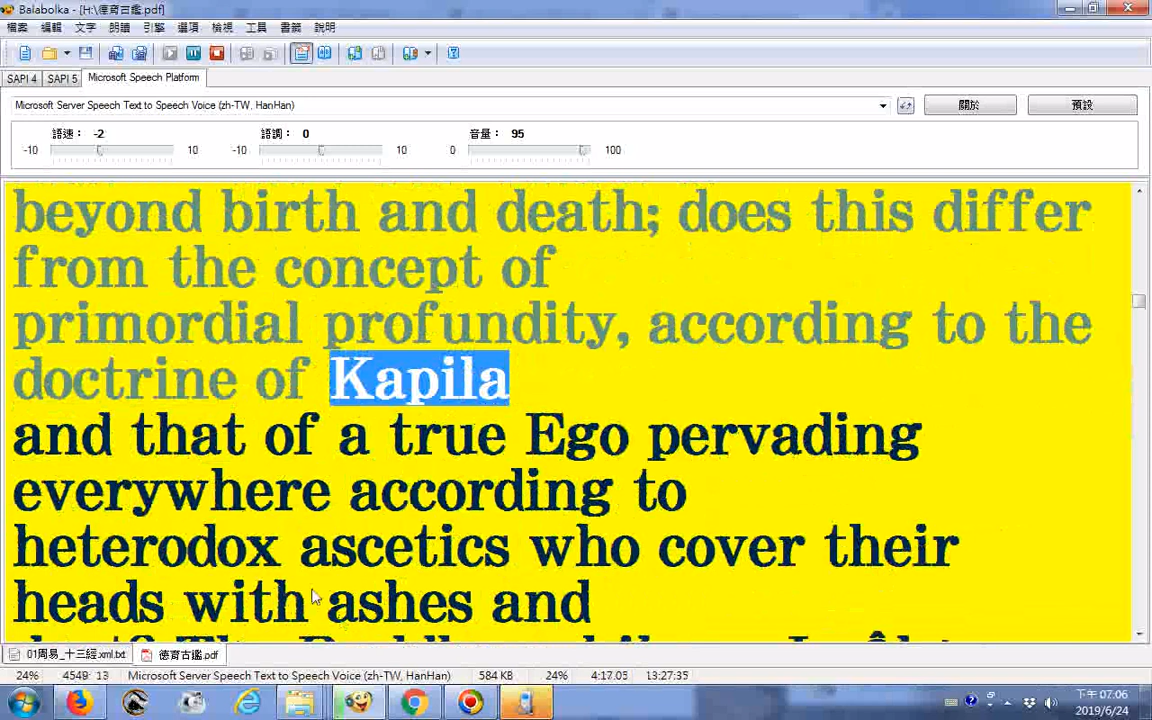 Balabolka - [H:\德育古鑑.pdf]
檔案 編輯 文字 朗讀 引擎 選項 檢視 工具 書籤 說明
SAPI 4 SAPI 5 Microsoft Speech Platform
Microsoft Server Speech Text to Speech Voice (zh-TW, HanHan) 關於 預設
語速： -2 語調： 0 音量： 95
-10 10 -10 10 0 100
beyond birth and death; does this differ
from the concept of
primordial profundity, according to the
doctrine of Kapila
and that of a true Ego pervading
everywhere according to
heterodox ascetics who cover their
heads with ashes and
01周易_十三經.xml.txt 德育古鑑.pdf
24% 4549: 13 Microsoft Server Speech Text to Speech Voice (zh-TW, HanHan) 584 KB 24% 4:17.05 13:27:35
下午 07:06
2019/6/24